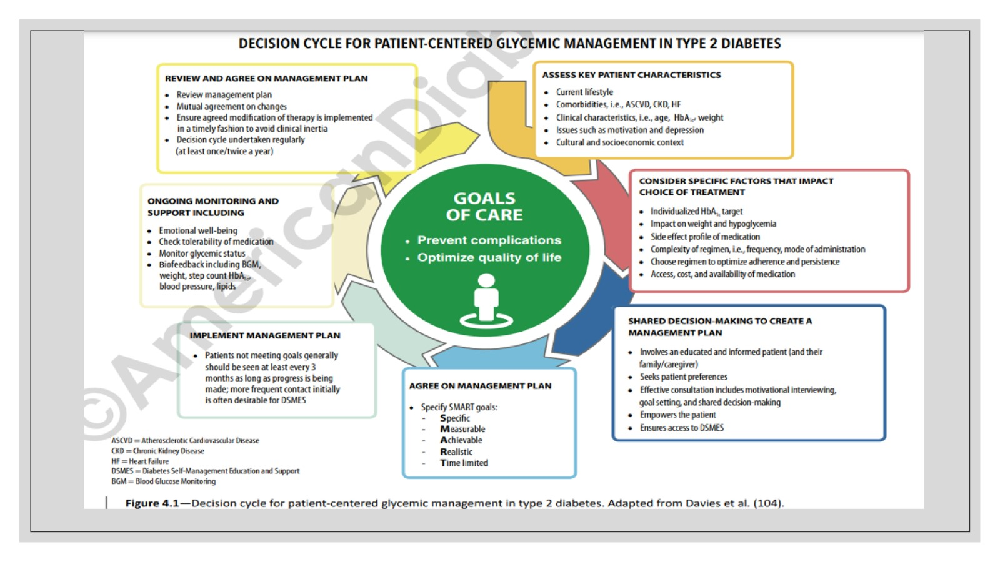 DECISION CYCLE FOR PATIENT-CENTERED GLYCEMIC MANAGEMENT IN TYPE 2 DIABETES
REVIEW AND AGREE ON MANAGEMENT PLAN
• Review management plan
• Mutual agreement on changes
• Ensure agreed modification of therapy is implemented
in a timely fashion to avoid clinical inertia
• Decision cycle undertaken regularly
(at least once/twice a year)
ASSESS KEY PATIENT CHARACTERISTICS
• Current lifestyle
• Comorbidities, i.e., ASCVD, CKD, HF
• Clinical characteristics, i.e., age, HbA1c, weight
• Issues such as motivation and depression
• Cultural and socioeconomic context
CONSIDER SPECIFIC FACTORS THAT IMPACT
CHOICE OF TREATMENT
• Individualized HbA1c target
• Impact on weight and hypoglycemia
• Side effect profile of medication
• Complexity of regimen, i.e., frequency, mode of administration
• Choose regimen to optimize adherence and persistence
• Access, cost, and availability of medication
SHARED DECISION-MAKING TO CREATE A
MANAGEMENT PLAN
• Involves an educated and informed patient (and their
family/caregiver)
• Seeks patient preferences
• Effective consultation includes motivational interviewing,
goal setting, and shared decision-making
• Empowers the patient
• Ensures access to DSMES
AGREE ON MANAGEMENT PLAN
• Specify SMART goals:
- Specific
- Measurable
- Achievable
- Realistic
- Time limited
IMPLEMENT MANAGEMENT PLAN
• Patients not meeting goals generally
should be seen at least every 3
months as long as progress is being
made; more frequent contact initially
is often desirable for DSMES
ONGOING MONITORING AND
SUPPORT INCLUDING
• Emotional well-being
• Check tolerability of medication
• Monitor glycemic status
• Biofeedback including BGM,
weight, step count HbA1c,
blood pressure, lipids
GOALS
OF CARE
• Prevent complications
• Optimize quality of life
ASCVD = Atherosclerotic Cardiovascular Disease
CKD = Chronic Kidney Disease
HF = Heart Failure
DSMES = Diabetes Self-Management Education and Support
BGM = Blood Glucose Monitoring
Figure 4.1—Decision cycle for patient-centered glycemic management in type 2 diabetes. Adapted from Davies et al. (104).
©AmericanDiab